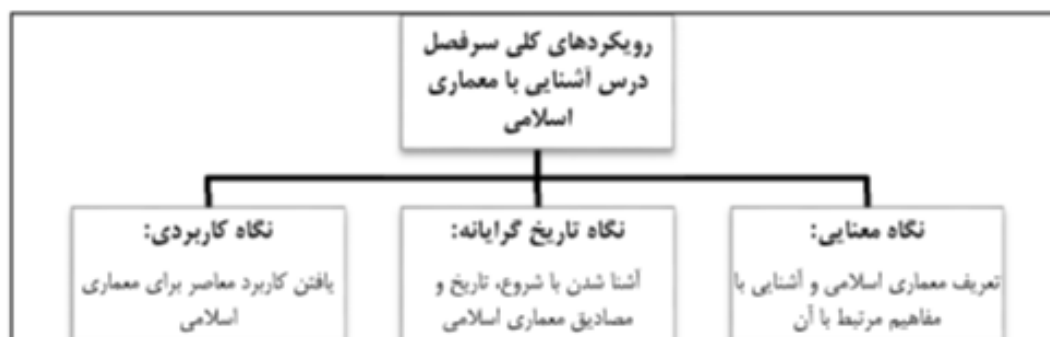 رویکردهای کلی سرفصل
درس آشنایی با معماری
اسلامی
نگاه معنایی:
تعریف معماری اسلامی و آشنایی با
مفاهیم مرتبط با آن
نگاه تاریخ گرایانه:
آشنا شدن با شروع، تاریخ و
مصادیق معماری اسلامی
نگاه کاربردی:
یافتن کاربرد معاصر برای معماری
اسلامی